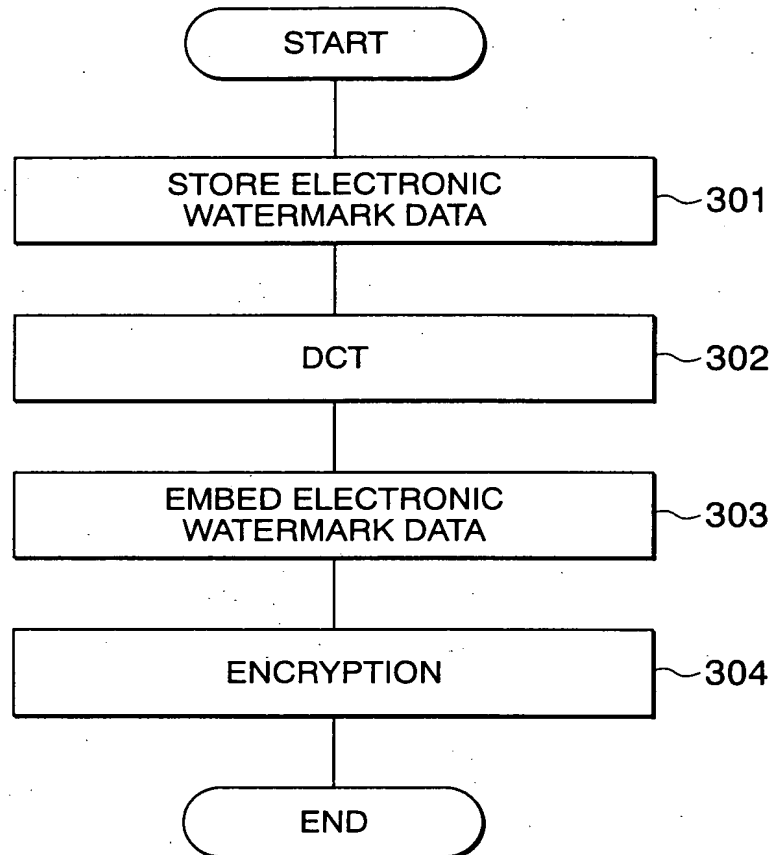 START
STORE ELECTRONIC
WATERMARK DATA
301
DCT
302
EMBED ELECTRONIC
WATERMARK DATA
303
ENCRYPTION
304
END